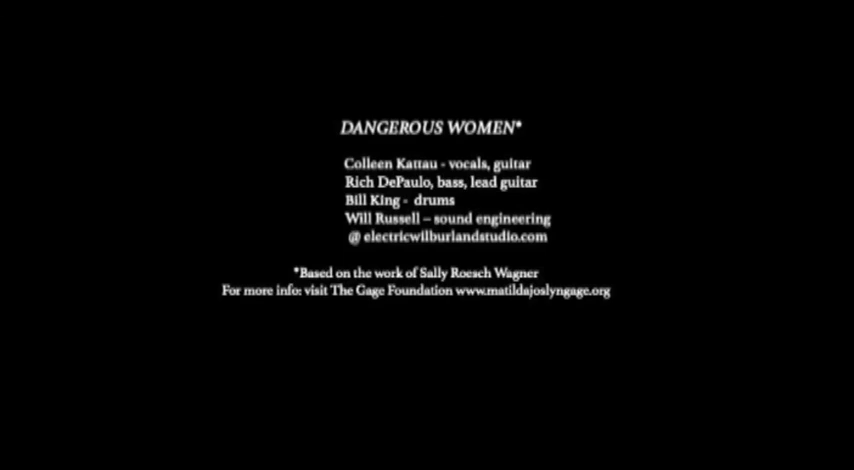 DANGEROUS WOMEN*
Colleen Kattau - vocals, guitar
Rich DePaulo, bass, lead guitar
Bill King - drums
Will Russell – sound engineering
@ electricwilburlandstudio.com
*Based on the work of Sally Roesch Wagner
For more info: visit The Gage Foundation www.matildajoslyngage.org